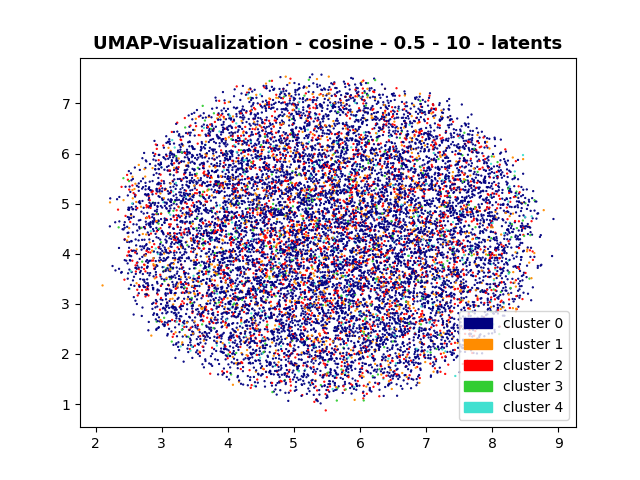 UMAP-Visualization - cosine - 0.5 - 10 - latents
7
6
5
4
3
2
1
cluster 0
cluster 1
cluster 2
cluster 3
cluster 4
2 3 4 5 6 7 8 9